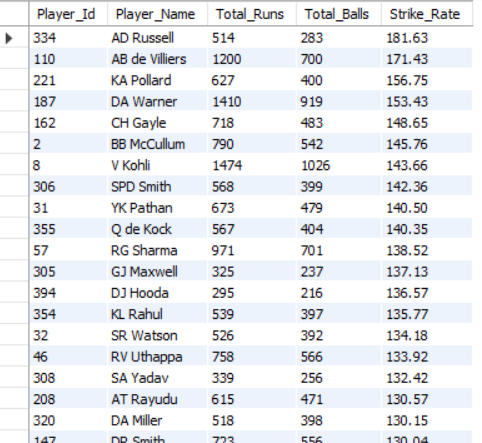 Player_Id Player_Name Total_Runs Total_Balls Strike_Rate
334 AD Russell 514 283 181.63
110 AB de Villiers 1200 700 171.43
221 KA Pollard 627 400 156.75
187 DA Warner 1410 919 153.43
162 CH Gayle 718 483 148.65
2 BB McCullum 790 542 145.76
8 V Kohli 1474 1026 143.66
306 SPD Smith 568 399 142.36
31 YK Pathan 673 479 140.50
355 Q de Kock 567 404 140.35
57 RG Sharma 971 701 138.52
305 GJ Maxwell 325 237 137.13
394 DJ Hooda 295 216 136.57
354 KL Rahul 539 397 135.77
32 SR Watson 526 392 134.18
46 RV Uthappa 758 566 133.92
308 SA Yadav 339 256 132.42
208 AT Rayudu 615 471 130.57
320 DA Miller 518 398 130.15
147 DR Smith 723 556 130.04